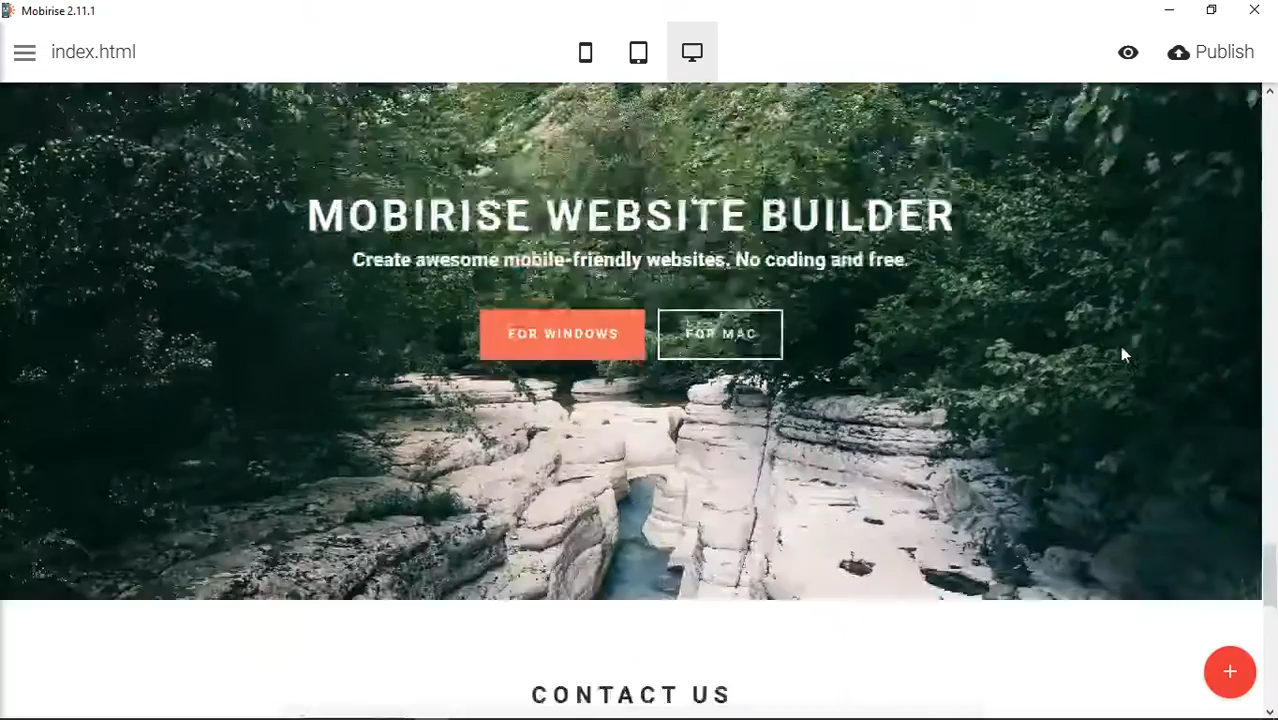 Mobirise 2.11.1
index.html
Publish
MOBIRISE WEBSITE BUILDER
Create awesome mobile-friendly websites. No coding and free.
FOR WINDOWS
FOR MAC
CONTACT US